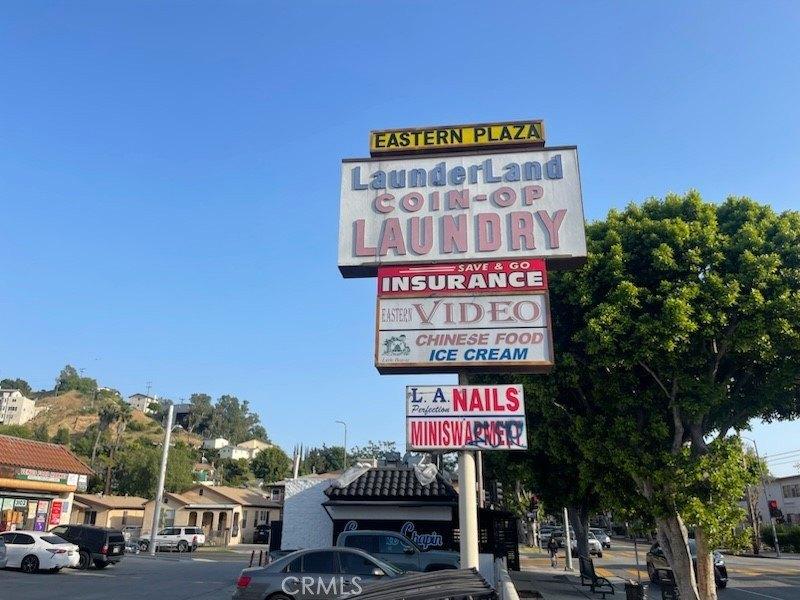 EASTERN PLAZA
LaunderLand
COIN-OP
LAUNDRY
SAVE & GO
INSURANCE
EASTERN VIDEO
CHINESE FOOD
ICE CREAM
L.A. NAILS
Perfection
Chapin
CRMLS